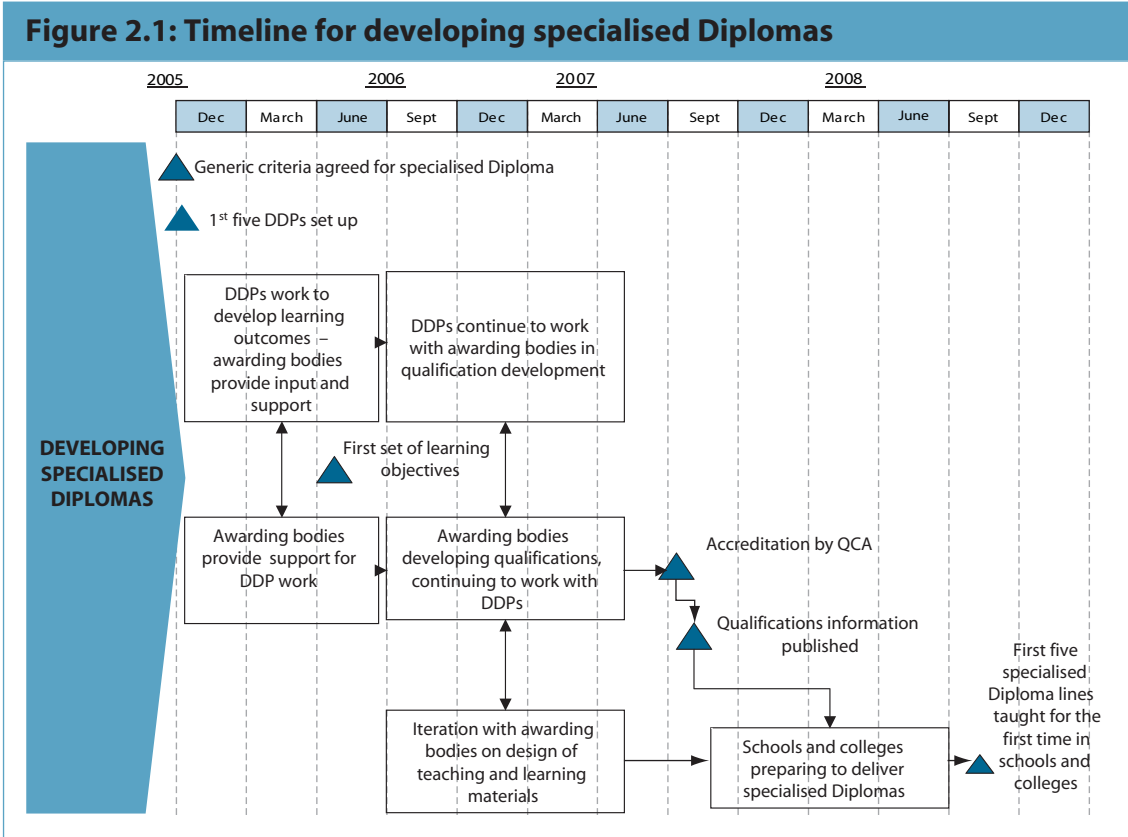 Figure 2.1: Timeline for developing specialised Diplomas
2005 2006 2007 2008
Dec March June Sept Dec March June Sept Dec March June Sept Dec
Generic criteria agreed for specialised Diploma
1st five DDPs set up
DDPs work to
develop learning
outcomes –
awarding bodies
provide input and
support
DDPs continue to work
with awarding bodies in
qualification development
DEVELOPING
SPECIALISED
DIPLOMAS
First set of learning
objectives
Awarding bodies
provide support for
DDP work
Awarding bodies
developing qualifications,
continuing to work with
DDPs
Accreditation by QCA
Qualifications information
published
Iteration with awarding
bodies on design of
teaching and learning
materials
Schools and colleges
preparing to deliver
specialised Diplomas
First five
specialised
Diploma lines
taught for the
first time in
schools and
colleges